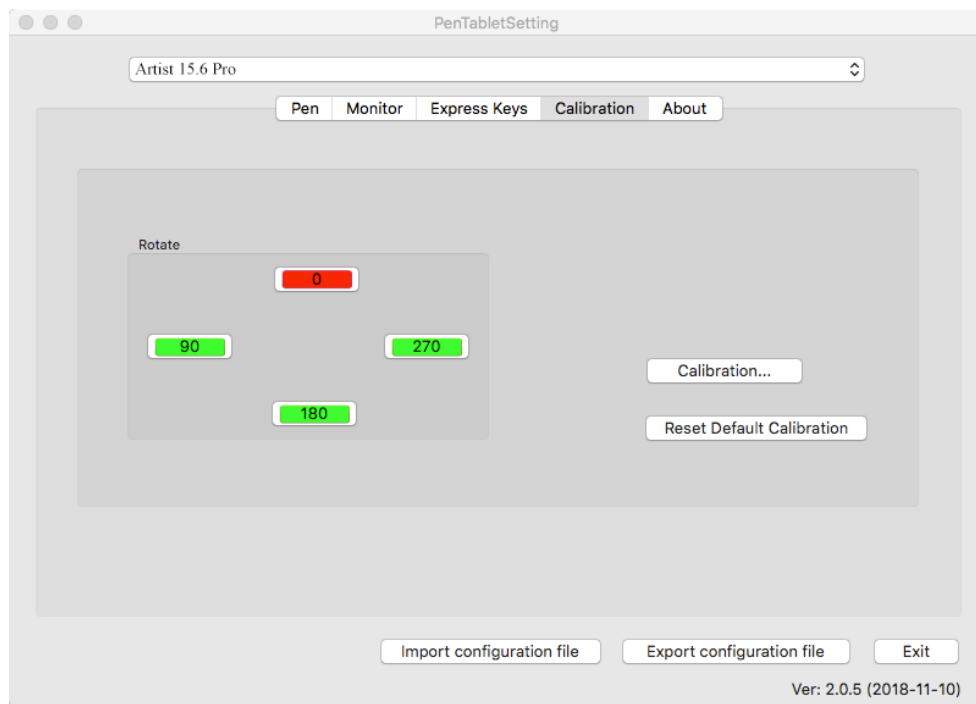 PenTabletSetting
Artist 15.6 Pro
Pen Monitor Express Keys Calibration About
Rotate
0
90 270
Calibration...
180
Reset Default Calibration
Import configuration file Export configuration file Exit
Ver: 2.0.5 (2018-11-10)